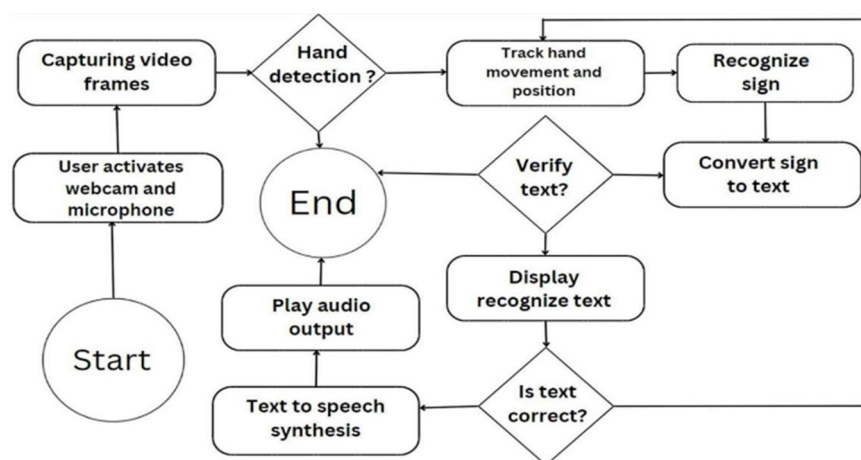 Capturing video
frames
Hand
detection ?
Track hand
movement and
position
Recognize
sign
User activates
webcam and
microphone
End
Verify
text?
Convert sign
to text
Start
Play audio
output
Display
recognize text
Text to speech
synthesis
Is text
correct?